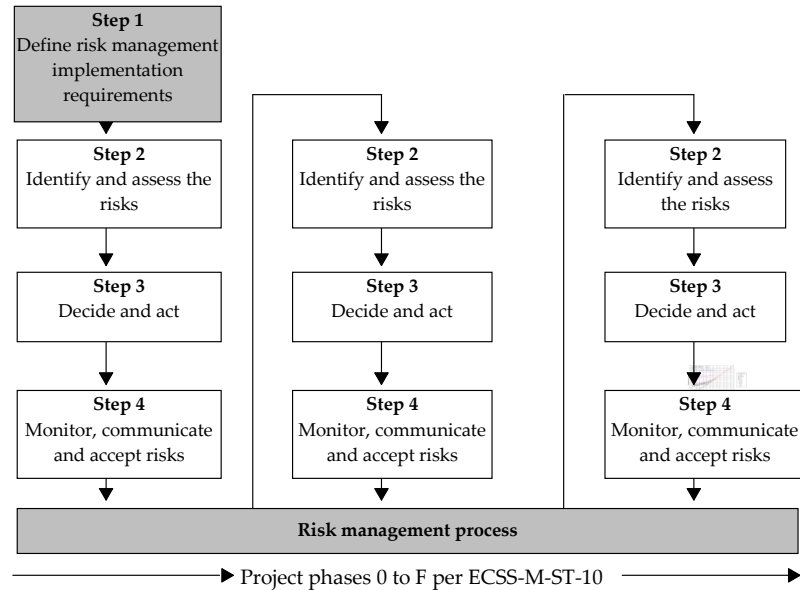 Step 1
Define risk management
implementation
requirements
Step 2
Identify and assess the
risks
Step 3
Decide and act
Step 4
Monitor, communicate
and accept risks
Step 2
Identify and assess the
risks
Step 3
Decide and act
Step 4
Monitor, communicate
and accept risks
Step 2
Identify and assess
the risks
Step 3
Decide and act
Step 4
Monitor, communicate
and accept risks
Risk management process
Project phases 0 to F per ECSS-M-ST-10